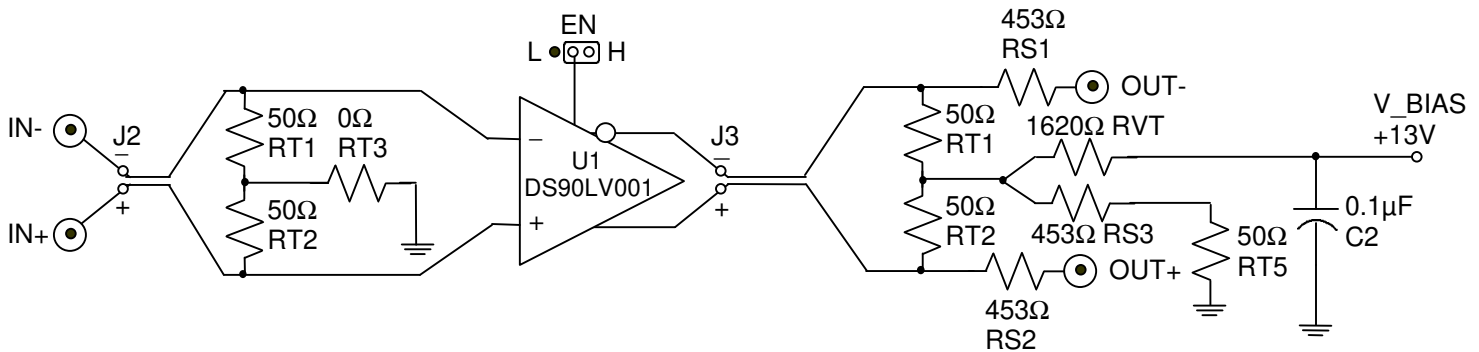 IN-
IN+
J2
–
+
50Ω
RT1
0Ω
RT3
50Ω
RT2
EN
L
H
–
+
U1
DS90LV001
J3
–
+
50Ω
RT1
50Ω
RT2
453Ω
RS1
OUT-
1620Ω RVT
453Ω RS3
OUT+
453Ω
RS2
50Ω
RT5
V_BIAS
+13V
0.1µF
C2